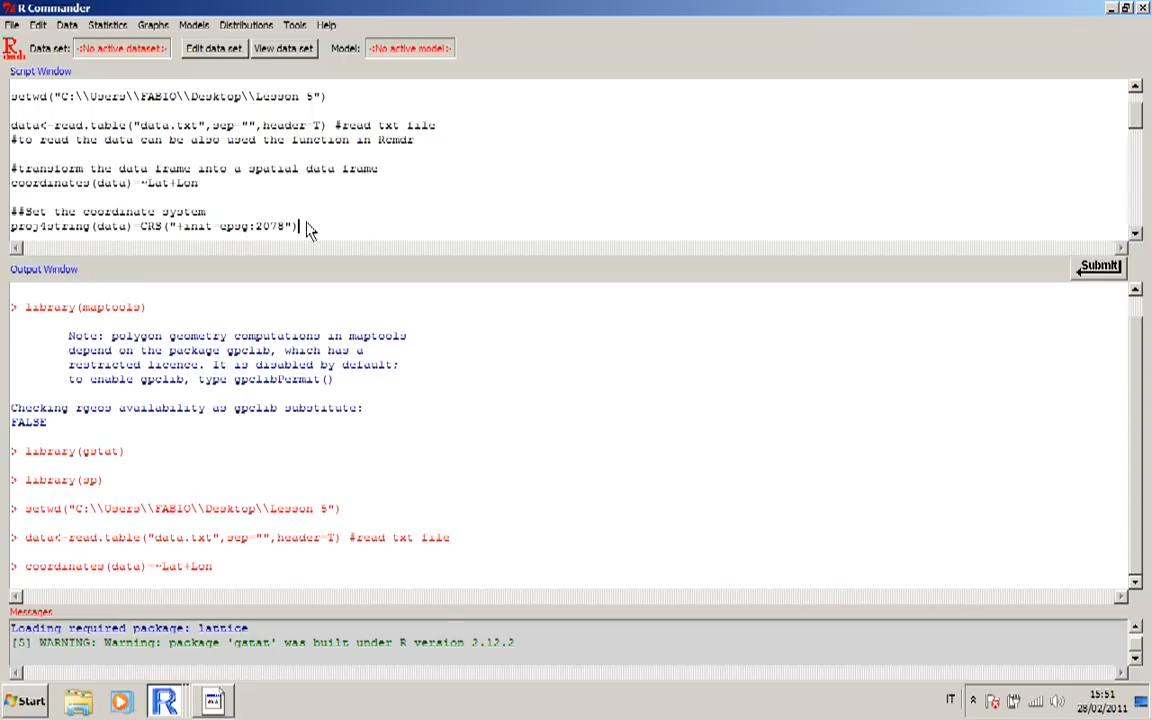 R Commander
File Edit Data Statistics Graphs Models Distributions Tools Help
R cmdr Data set: <No active dataset> Edit data set View data set Model: <No active model>
Script Window
setwd("C:\\Users\\FABIO\\Desktop\\Lesson 5")
data<-read.table("data.txt",sep="",header=T) #read txt file
#to read the data can be also used the function in Rcmdr
#transform the data frame into a spatial data frame
coordinates(data)=~Lat+Lon
##Set the coordinate system
proj4string(data)=CRS("+init=epsg:2078")
Submit
Output Window
> library(maptools)
Note: polygon geometry computations in maptools
depend on the package gpclib, which has a
restricted licence. It is disabled by default;
to enable gpclib, type gpclibPermit()
Checking rgeos availability as gpclib substitute:
FALSE
> library(gstat)
> library(sp)
> setwd("C:\\Users\\FABIO\\Desktop\\Lesson 5")
> data<-read.table("data.txt",sep="",header=T) #read txt file
> coordinates(data)=~Lat+Lon
Messages
Loading required package: lattice
[5] WARNING: Warning: package 'gstat' was built under R version 2.12.2
Start
IT
15:51
28/02/2011